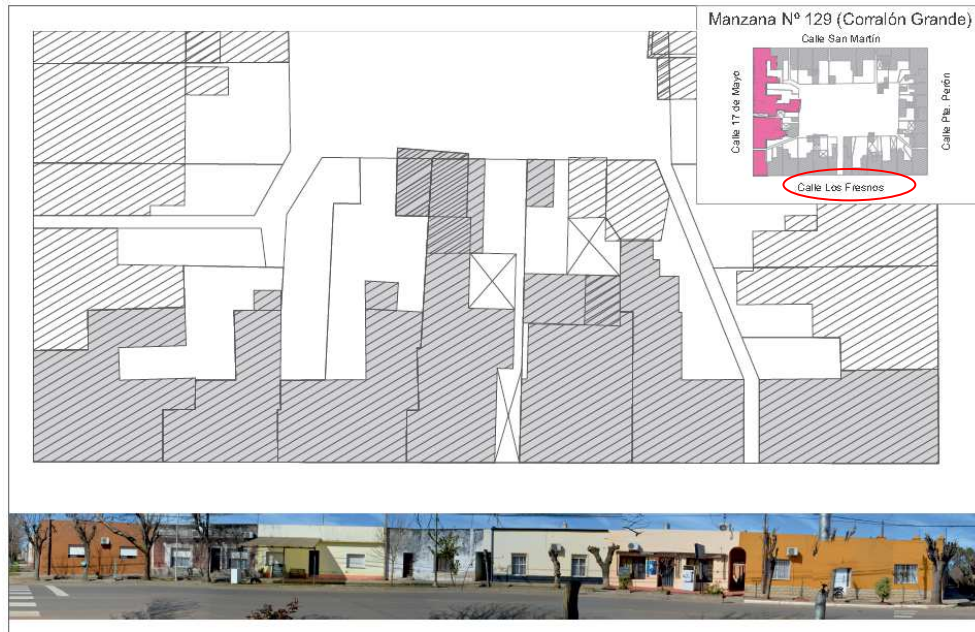 Manzana Nº 129 (Corralón Grande)
Calle San Martín
Calle 17 de Mayo
Calle Pte. Perón
Calle Los Fresnos